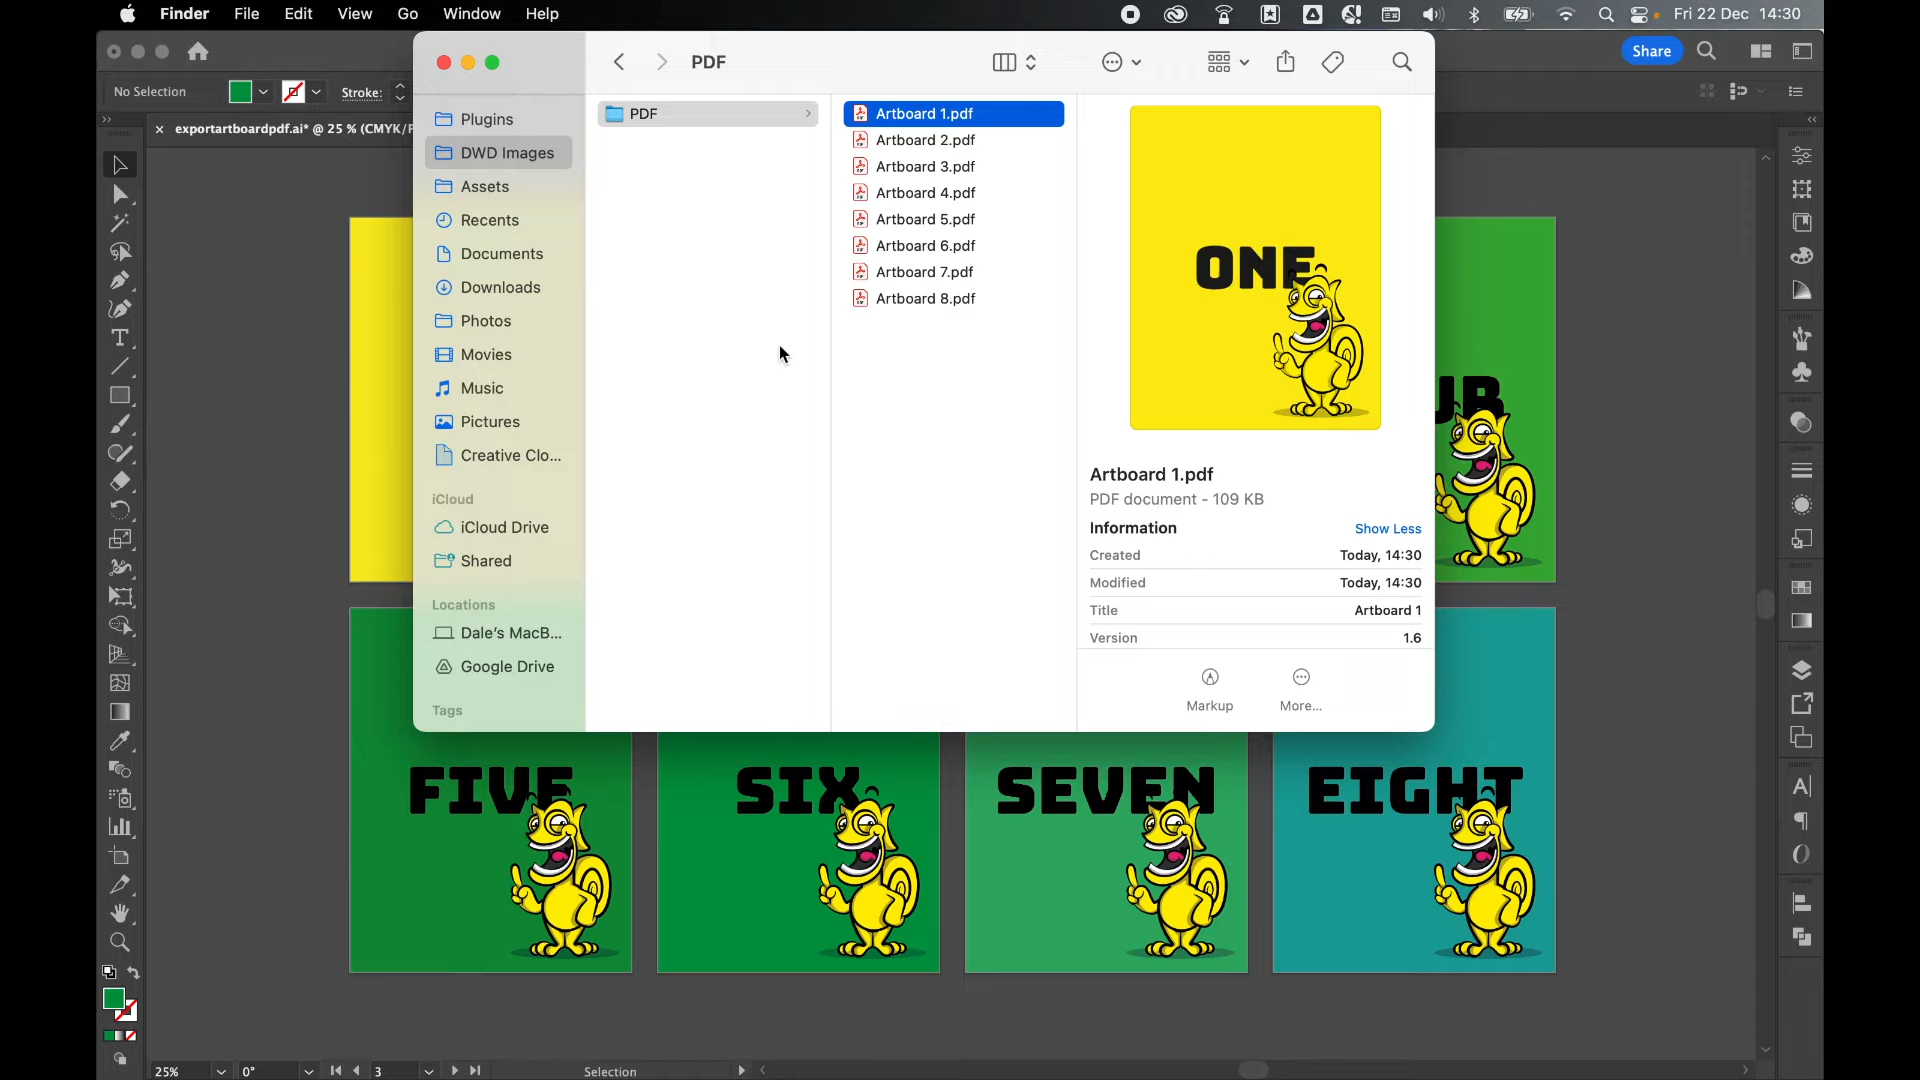 Finder File Edit View Go Window Help Fri 22 Dec 14:30
Share
No Selection Stroke:
exportartboardpdf.ai* @ 25 % (CMYK/P
PDF
Plugins
DWD Images
Assets
Recents
Documents
Downloads
Photos
Movies
Music
Pictures
Creative Clo...
iCloud
iCloud Drive
Shared
Locations
Dale's MacB...
Google Drive
Tags
PDF
Artboard 1.pdf
Artboard 2.pdf
Artboard 3.pdf
Artboard 4.pdf
Artboard 5.pdf
Artboard 6.pdf
Artboard 7.pdf
Artboard 8.pdf
ONE
Artboard 1.pdf
PDF document - 109 KB
Information Show Less
Created Today, 14:30
Modified Today, 14:30
Title Artboard 1
Version 1.6
Markup More...
UR
FIVE SIX SEVEN EIGHT
25% 0° 3 Selection